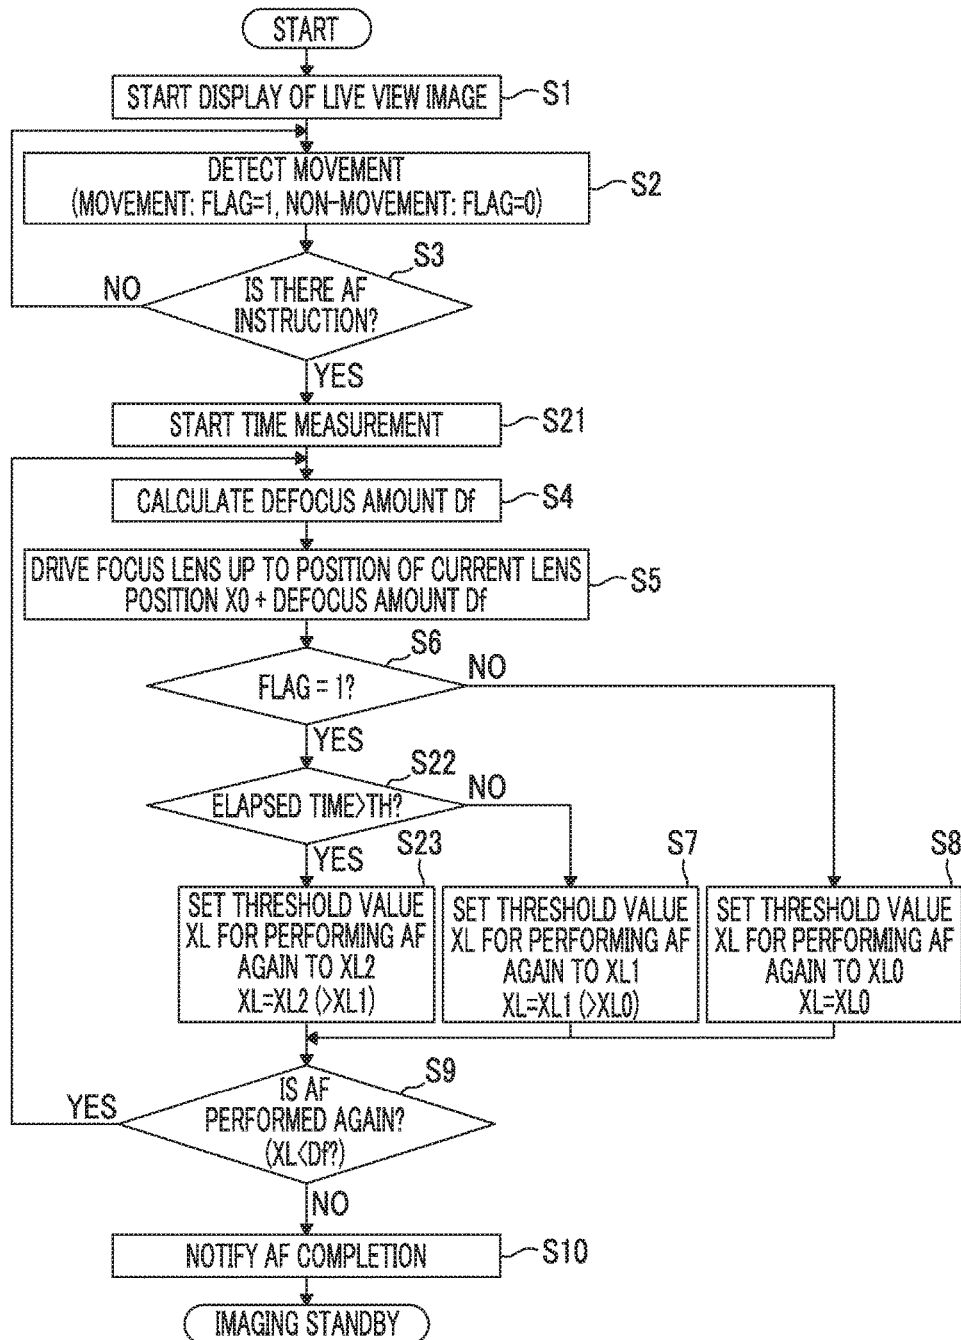 START
START DISPLAY OF LIVE VIEW IMAGE
S1
DETECT MOVEMENT
(MOVEMENT: FLAG=1, NON-MOVEMENT: FLAG=0)
S2
S3
NO
IS THERE AF
INSTRUCTION?
YES
START TIME MEASUREMENT
S21
CALCULATE DEFOCUS AMOUNT Df
S4
DRIVE FOCUS LENS UP TO POSITION OF CURRENT LENS
POSITION X0 + DEFOCUS AMOUNT Df
S5
S6
NO
FLAG = 1?
YES
S22
NO
ELAPSED TIME>TH?
YES
S23
SET THRESHOLD VALUE
XL FOR PERFORMING AF
AGAIN TO XL2
XL=XL2 (>XL1)
S7
SET THRESHOLD VALUE
XL FOR PERFORMING AF
AGAIN TO XL1
XL=XL1 (>XL0)
S8
SET THRESHOLD VALUE
XL FOR PERFORMING AF
AGAIN TO XL0
XL=XL0
S9
YES
IS AF
PERFORMED AGAIN?
(XL<Df?)
NO
NOTIFY AF COMPLETION
S10
IMAGING STANDBY